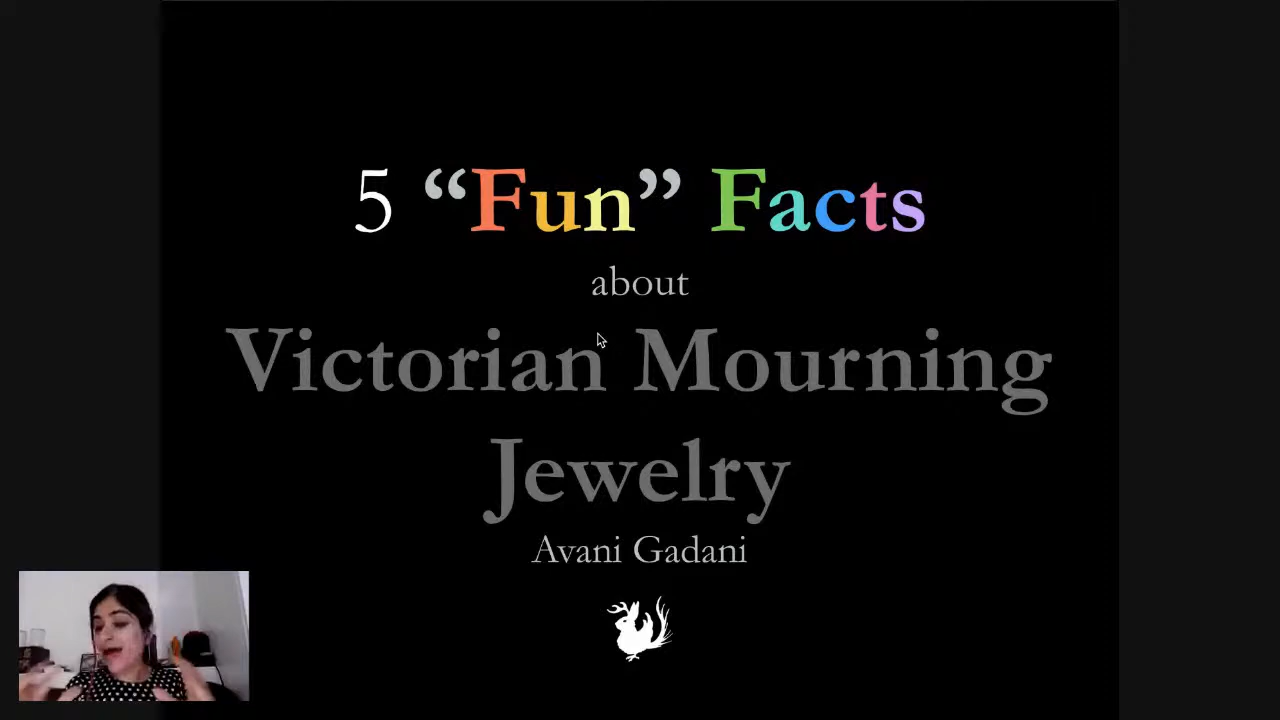 5 “Fun” Facts
about
Victorian Mourning
Jewelry
Avani Gadani